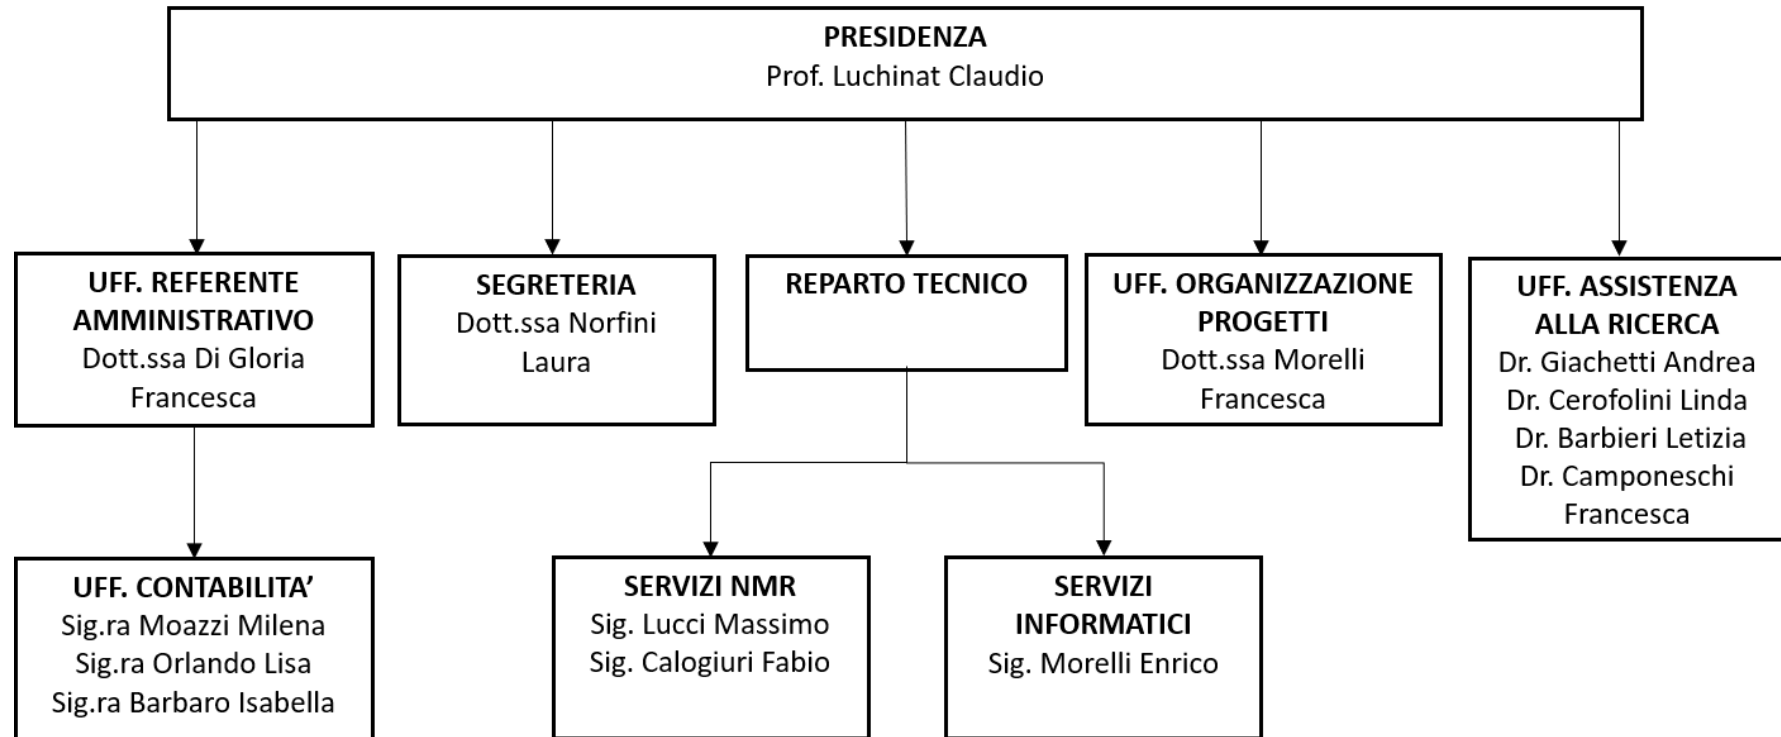 PRESIDENZA
Prof. Luchinat Claudio
UFF. REFERENTE
AMMINISTRATIVO
Dott.ssa Di Gloria
Francesca
SEGRETERIA
Dott.ssa Norfini
Laura
REPARTO TECNICO
UFF. ORGANIZZAZIONE
PROGETTI
Dott.ssa Morelli
Francesca
UFF. ASSISTENZA
ALLA RICERCA
Dr. Giachetti Andrea
Dr. Cerofolini Linda
Dr. Barbieri Letizia
Dr. Camponeschi
Francesca
UFF. CONTABILITA’
Sig.ra Moazzi Milena
Sig.ra Orlando Lisa
Sig.ra Barbaro Isabella
SERVIZI NMR
Sig. Lucci Massimo
Sig. Calogiuri Fabio
SERVIZI
INFORMATICI
Sig. Morelli Enrico